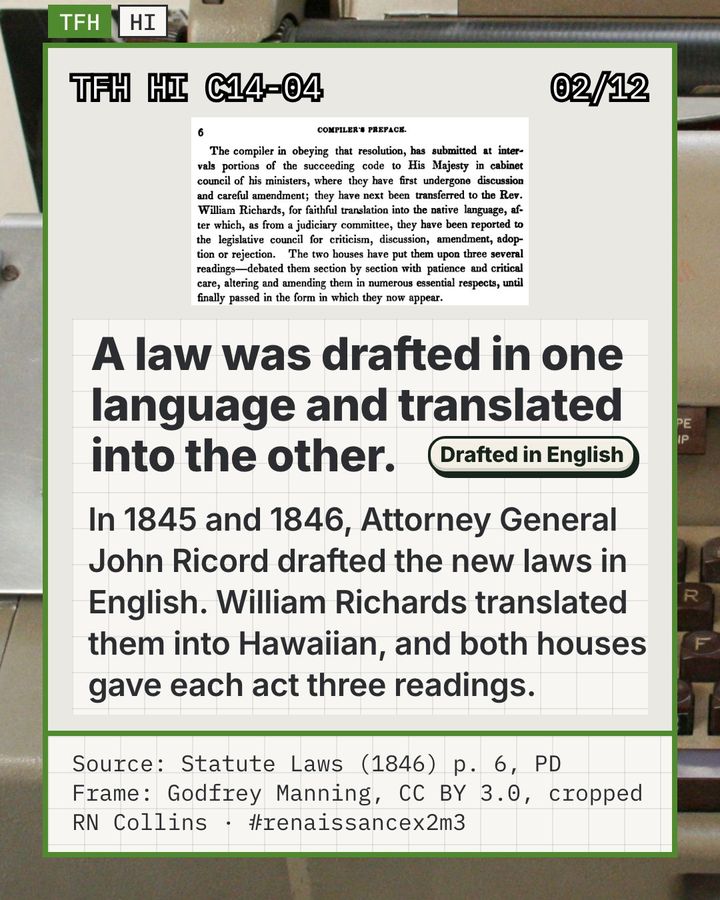 TFH HI
TFH HI C14-04 02/12
6 COMPILER'S PREFACE.
The compiler in obeying that resolution, has submitted at inter-
vals portions of the succeeding code to His Majesty in cabinet
council of his ministers, where they have first undergone discussion
and careful amendment; they have next been transferred to the Rev.
William Richards, for faithful translation into the native language, af-
ter which, as from a judiciary committee, they have been reported to
the legislative council for criticism, discussion, amendment, adop-
tion or rejection. The two houses have put them upon three several
readings—debated them section by section with patience and critical
care, altering and amending them in numerous essential respects, until
finally passed in the form in which they now appear.
A law was drafted in one
language and translated
into the other.
Drafted in English
In 1845 and 1846, Attorney General
John Ricord drafted the new laws in
English. William Richards translated
them into Hawaiian, and both houses
gave each act three readings.
Source: Statute Laws (1846) p. 6, PD
Frame: Godfrey Manning, CC BY 3.0, cropped
RN Collins · #renaissancex2m3
R
F